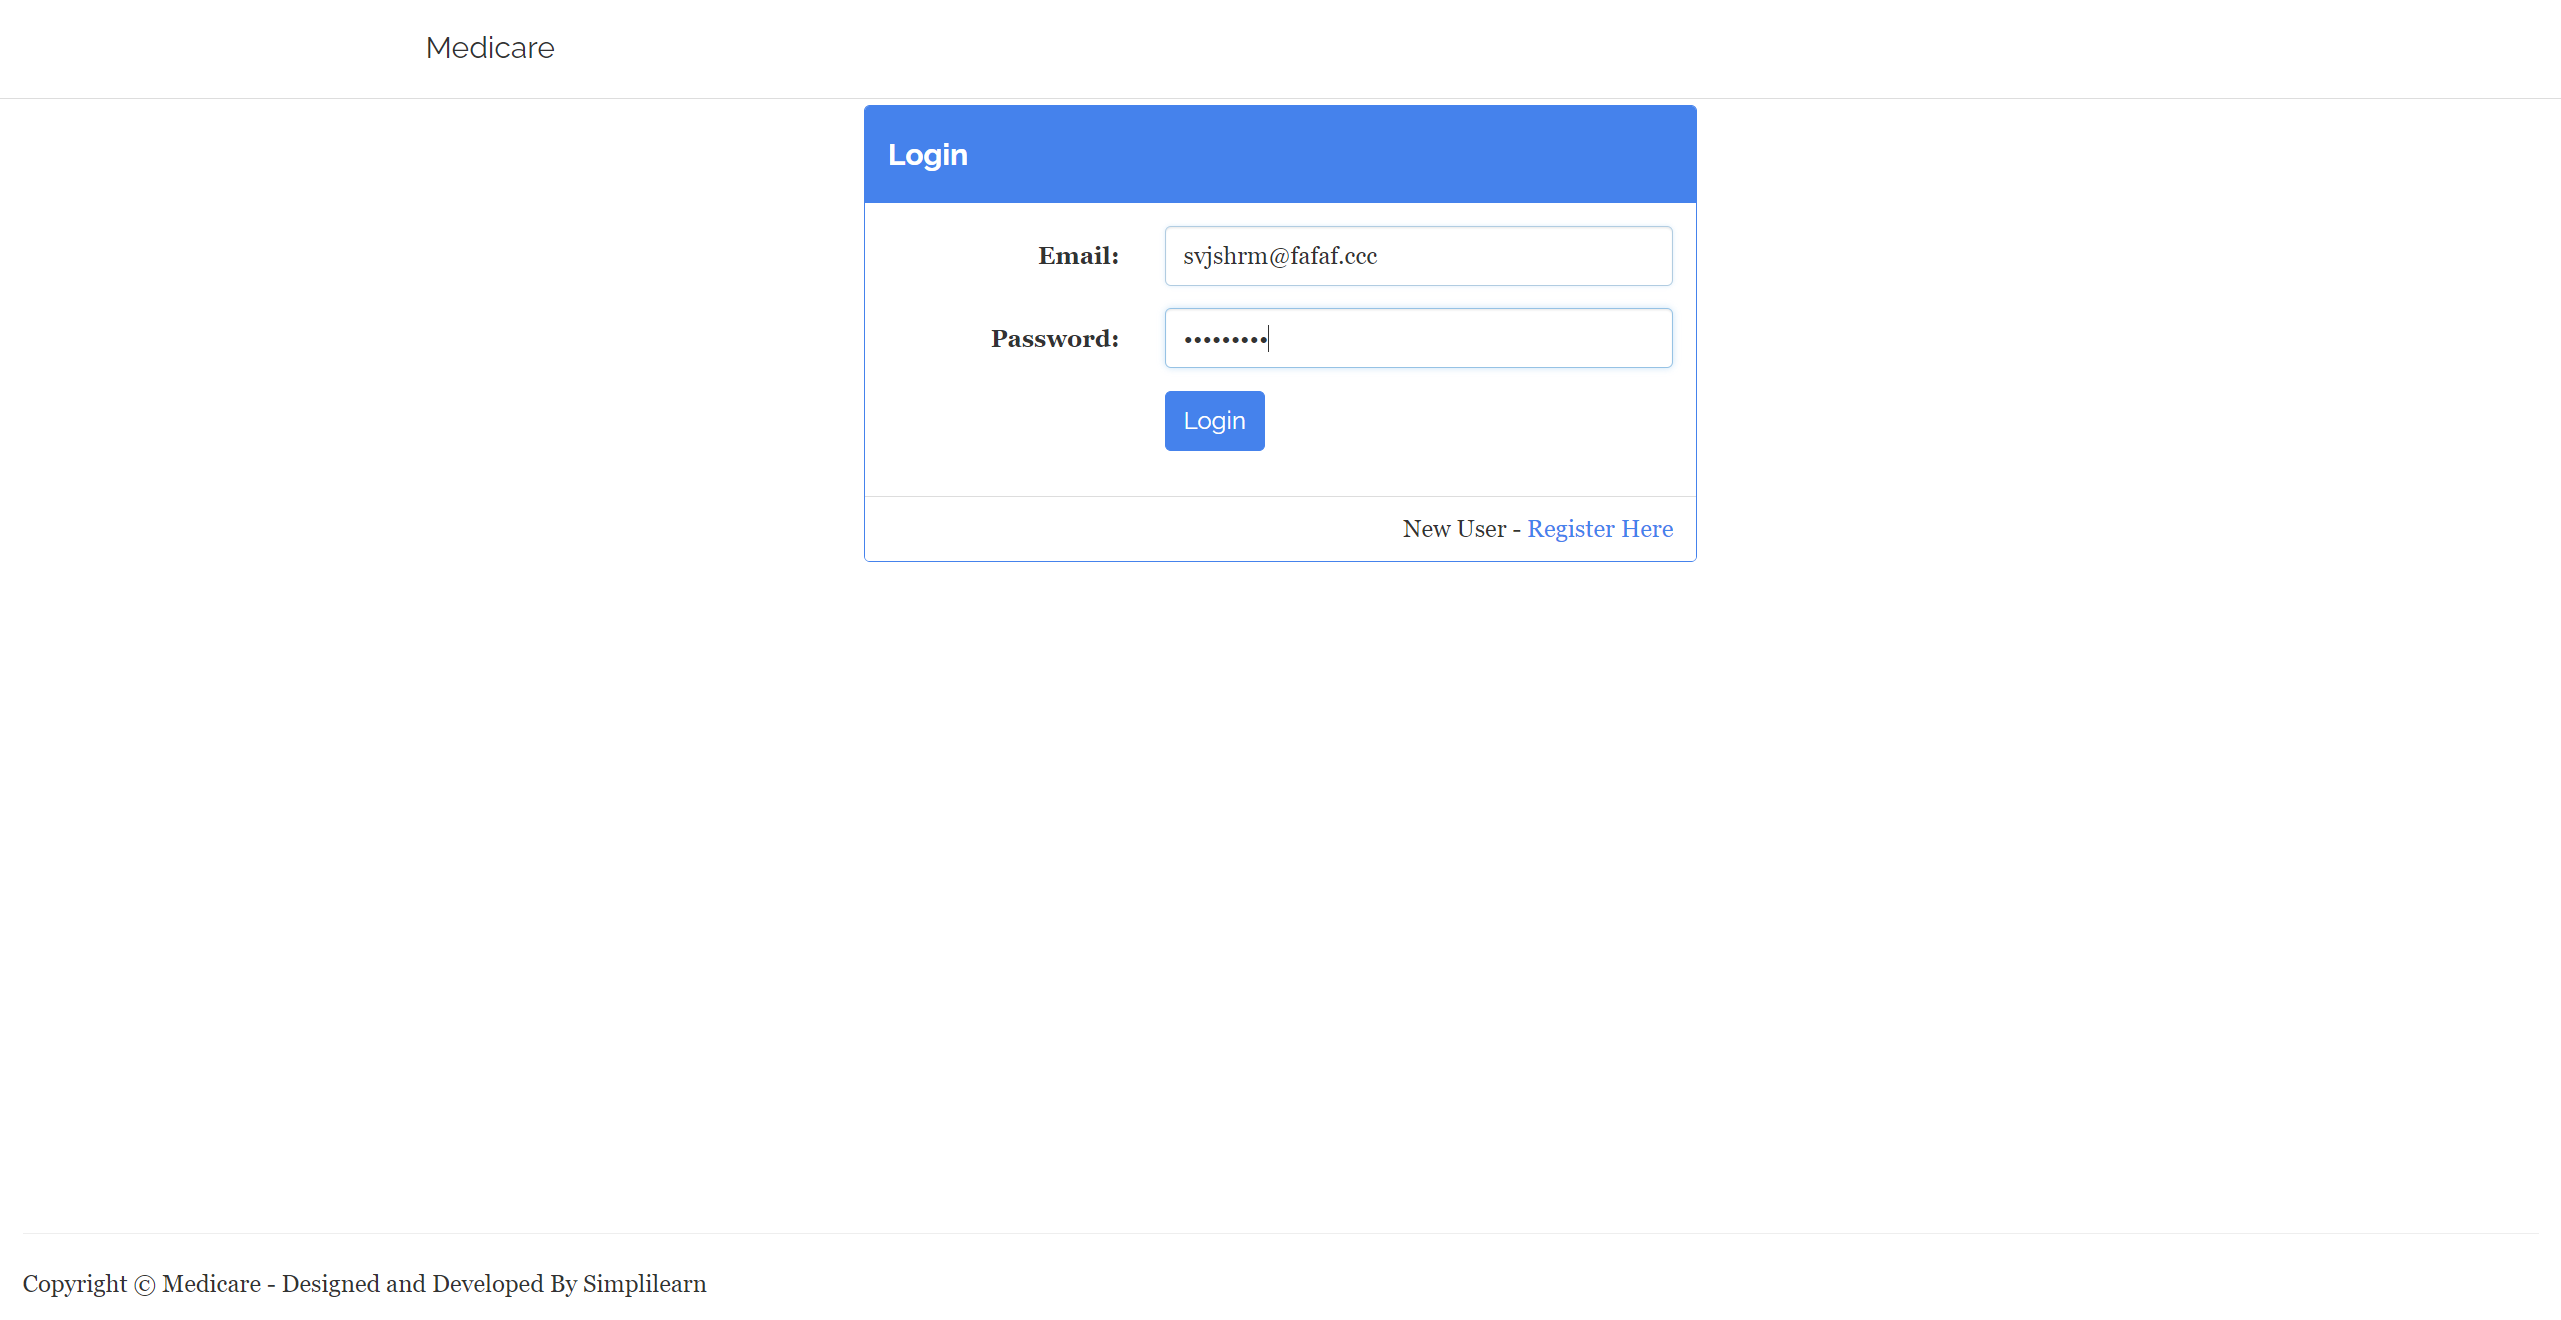 Medicare
Login
Email: svjshrm@fafaf.ccc
Password: •••••••••
Login
New User - Register Here
Copyright © Medicare - Designed and Developed By Simplilearn